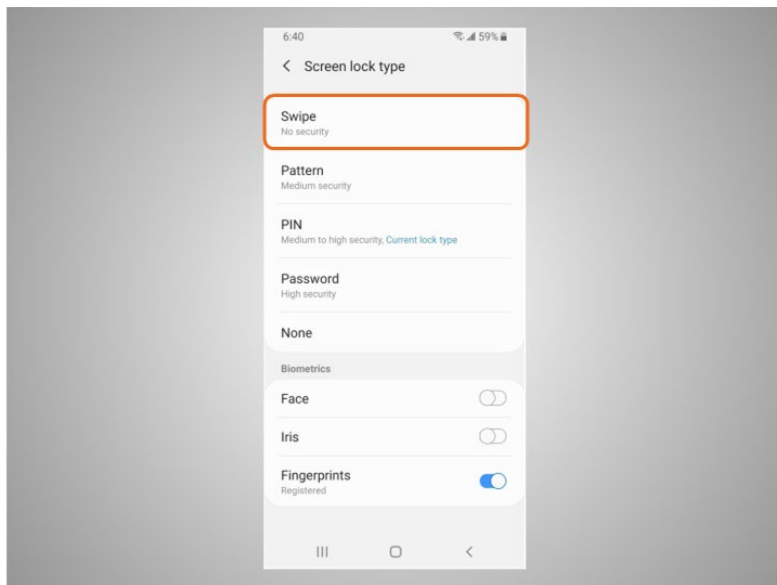 6:40 59%
Screen lock type
Swipe
No security
Pattern
Medium security
PIN
Medium to high security, Current lock type
Password
High security
None
Biometrics
Face
Iris
Fingerprints
Registered